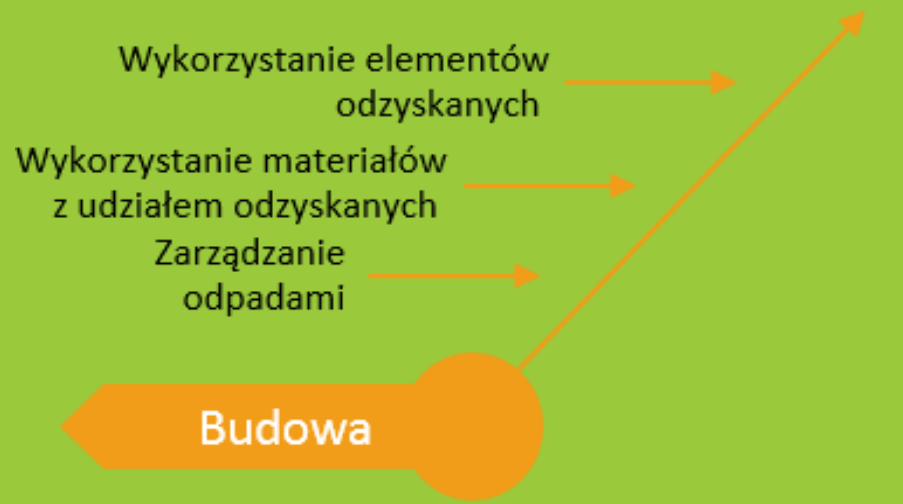 Wykorzystanie elementów
odzyskanych
Wykorzystanie materiałów
z udziałem odzyskanych
Zarządzanie
odpadami
Budowa